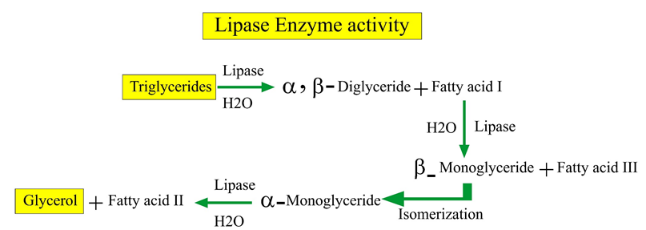 Lipase Enzyme activity
Triglycerides
Lipase
H2O
α , β-Diglyceride + Fatty acid I
H2O
Lipase
β_ Monoglyceride + Fatty acid III
Isomerization
α-Monoglyceride
Lipase
H2O
Glycerol + Fatty acid II